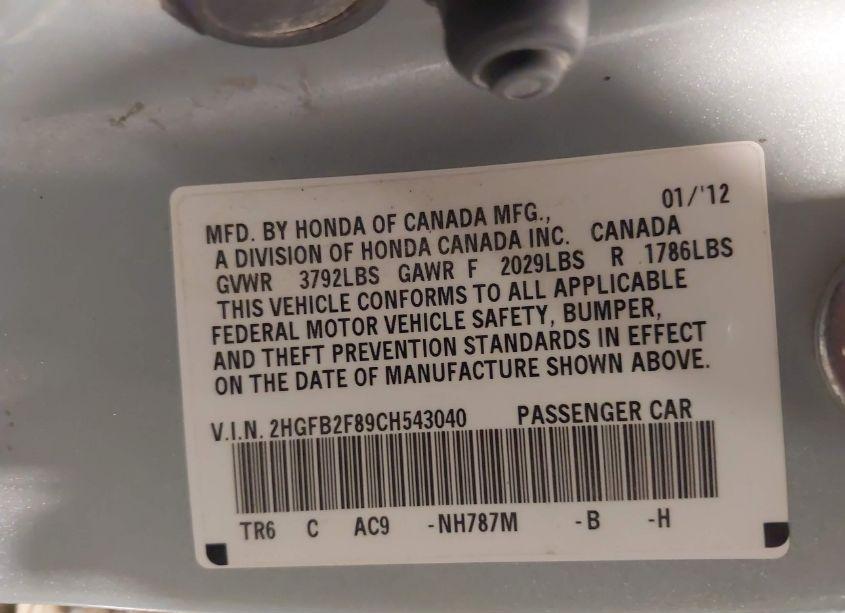 01/'12
MFD. BY HONDA OF CANADA MFG.,
A DIVISION OF HONDA CANADA INC. CANADA
GVWR 3792LBS GAWR F 2029LBS R 1786LBS
THIS VEHICLE CONFORMS TO ALL APPLICABLE
FEDERAL MOTOR VEHICLE SAFETY, BUMPER,
AND THEFT PREVENTION STANDARDS IN EFFECT
ON THE DATE OF MANUFACTURE SHOWN ABOVE.
V.I.N. 2HGFB2F89CH543040 PASSENGER CAR
TR6 C AC9 -NH787M -B -H